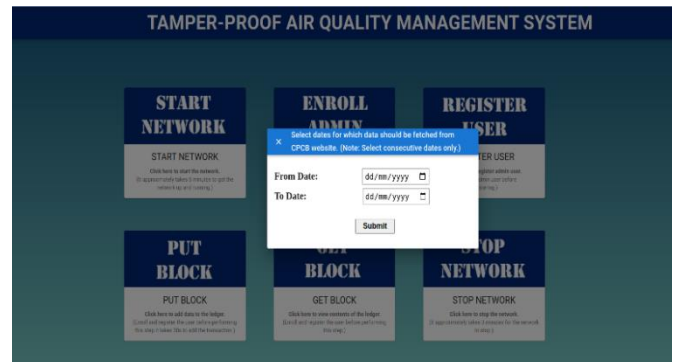 TAMPER-PROOF AIR QUALITY MANAGEMENT SYSTEM
START
NETWORK
START NETWORK
Click here to start the network.
ENROLL
ADMIN
REGISTER
USER
Select dates for which data should be fetched from
CPCB website. (Note: Select consecutive dates only.)
From Date:
dd/mm/yyyy
To Date:
dd/mm/yyyy
Submit
PUT
BLOCK
PUT BLOCK
Click here to add data to the ledger.
BLOCK
GET BLOCK
Click here to view contents of the ledger.
NETWORK
STOP NETWORK
Click here to stop the network.